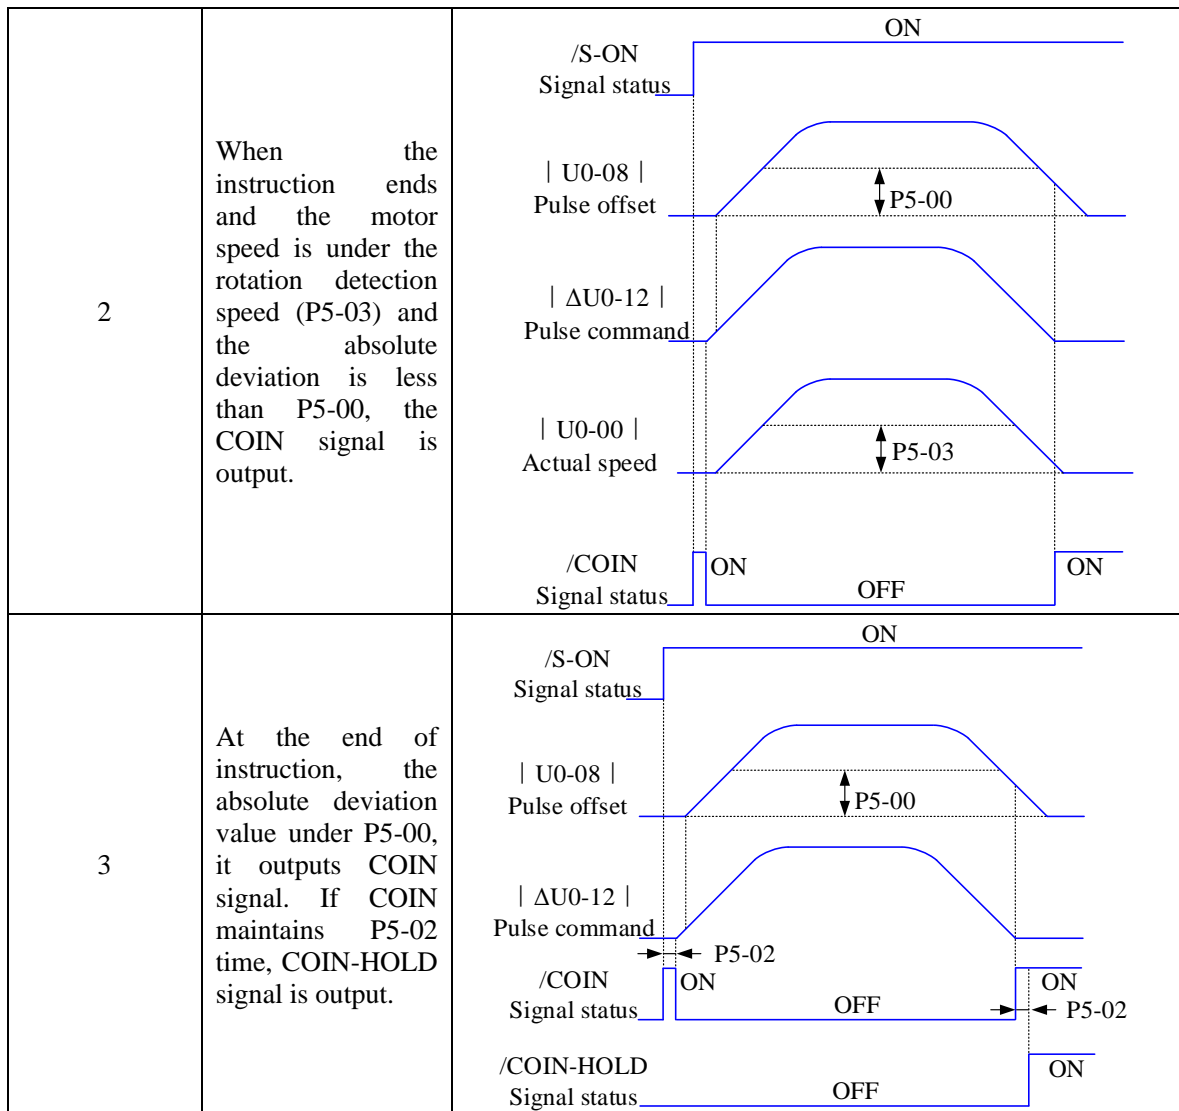 2
When the
instruction ends
and the motor
speed is under the
rotation detection
speed (P5-03) and
the absolute
deviation is less
than P5-00, the
COIN signal is
output.
ON
/S-ON
Signal status
| U0-08 |
Pulse offset
P5-00
| ΔU0-12 |
Pulse command
| U0-00 |
Actual speed
P5-03
/COIN
Signal status
ON
OFF
ON
3
At the end of
instruction, the
absolute deviation
value under P5-00,
it outputs COIN
signal. If COIN
maintains P5-02
time, COIN-HOLD
signal is output.
ON
/S-ON
Signal status
| U0-08 |
Pulse offset
P5-00
| ΔU0-12 |
Pulse command
P5-02
/COIN
Signal status
ON
OFF
ON
P5-02
/COIN-HOLD
Signal status
OFF
ON